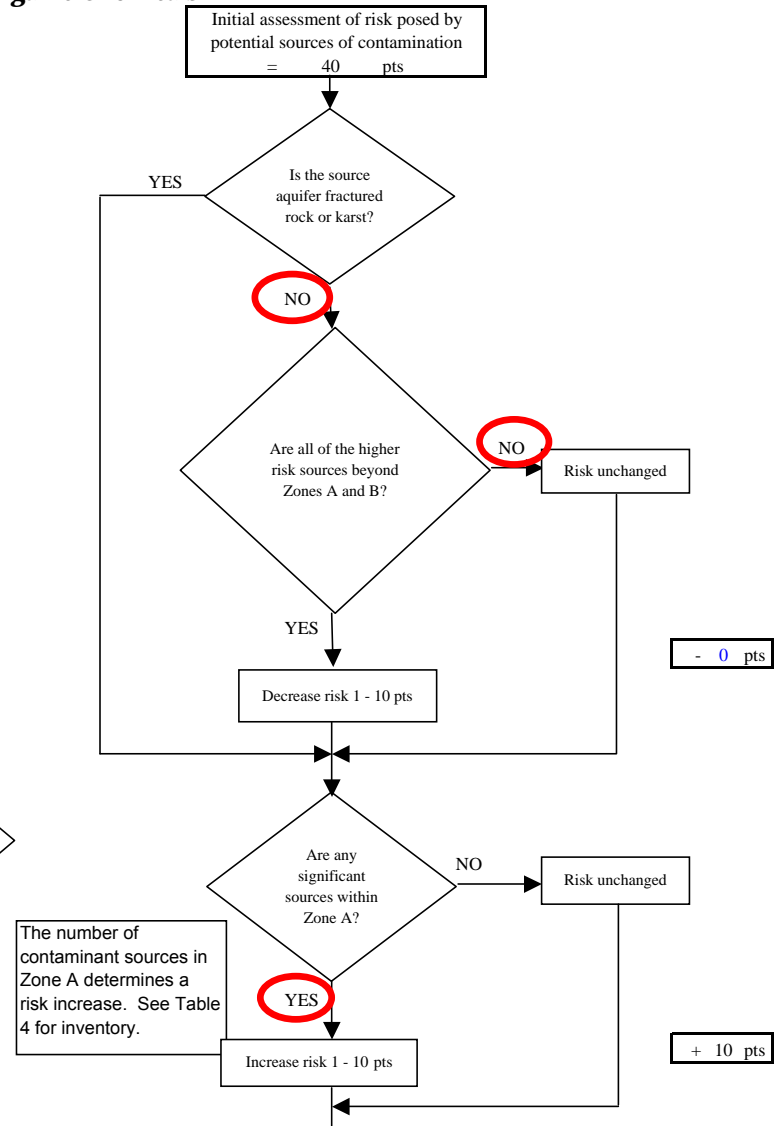 Initial assessment of risk posed by
potential sources of contamination
= 40 pts
Is the source
aquifer fractured
rock or karst?
YES
NO
Are all of the higher
risk sources beyond
Zones A and B?
NO
Risk unchanged
YES
- 0 pts
Decrease risk 1 - 10 pts
Are any
significant
sources within
Zone A?
NO
Risk unchanged
The number of
contaminant sources in
Zone A determines a
risk increase. See Table
4 for inventory.
YES
+ 10 pts
Increase risk 1 - 10 pts